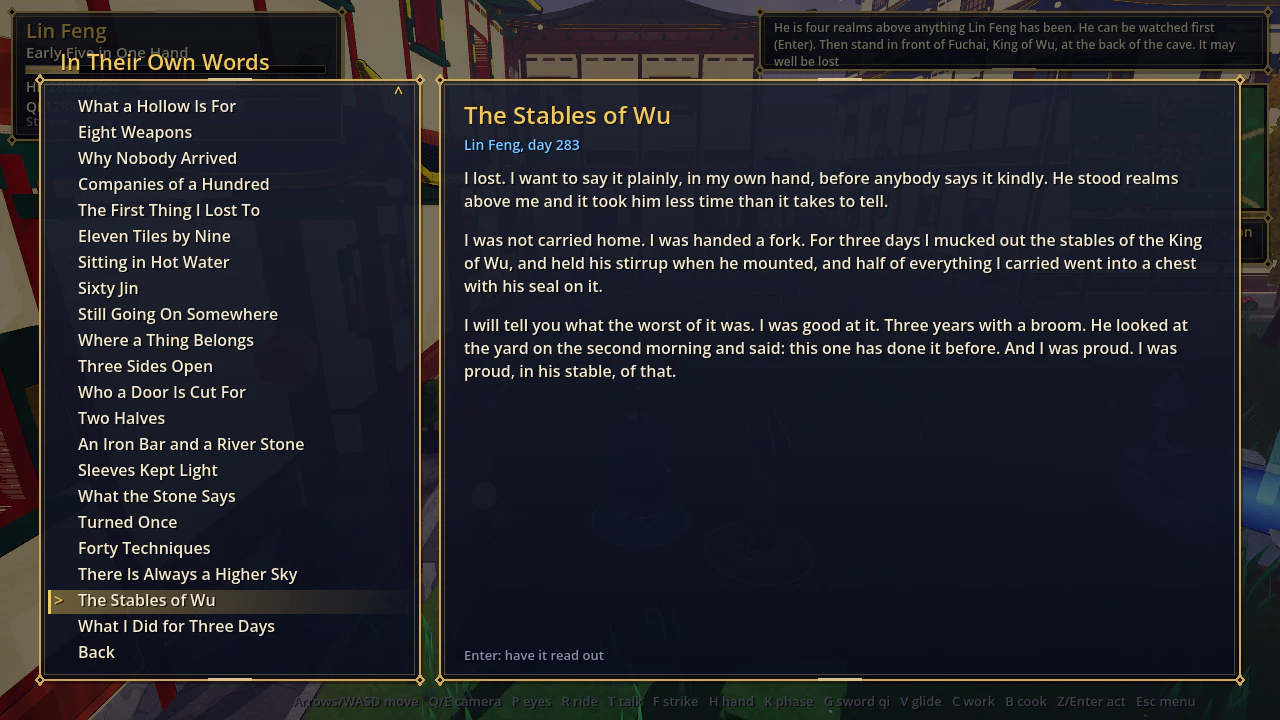 Lin Feng
Early Five in One Hand
In Their Own Words
He is four realms above anything Lin Feng has been. He can be watched first
(Enter). Then stand in front of Fuchai, King of Wu, at the back of the cave. It may
well be lost
^
What a Hollow Is For
Eight Weapons
Why Nobody Arrived
Companies of a Hundred
The First Thing I Lost To
Eleven Tiles by Nine
Sitting in Hot Water
Sixty Jin
Still Going On Somewhere
Where a Thing Belongs
Three Sides Open
Who a Door Is Cut For
Two Halves
An Iron Bar and a River Stone
Sleeves Kept Light
What the Stone Says
Turned Once
Forty Techniques
There Is Always a Higher Sky
> The Stables of Wu
What I Did for Three Days
Back
The Stables of Wu
Lin Feng, day 283
I lost. I want to say it plainly, in my own hand, before anybody says it kindly. He stood realms
above me and it took him less time than it takes to tell.
I was not carried home. I was handed a fork. For three days I mucked out the stables of the King
of Wu, and held his stirrup when he mounted, and half of everything I carried went into a chest
with his seal on it.
I will tell you what the worst of it was. I was good at it. Three years with a broom. He looked at
the yard on the second morning and said: this one has done it before. And I was proud. I was
proud, in his stable, of that.
Enter: have it read out
Arrows/WASD move Q/E camera P eyes R ride T talk F strike H hand K phase G sword qi V glide C work B cook Z/Enter act Esc menu